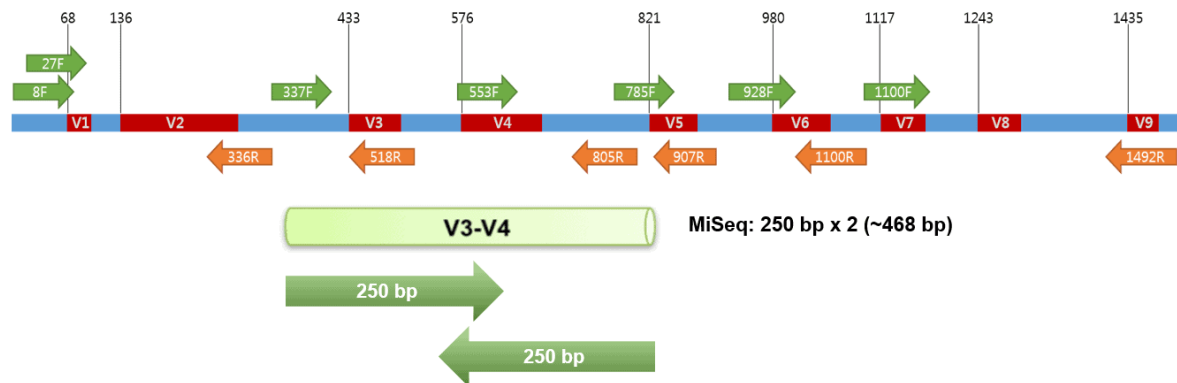 68 136 433 576 821 980 1117 1243 1435
27F
8F 337F 553F 785F 928F 1100F
V1 V2 V3 V4 V5 V6 V7 V8 V9
336R 518R 805R 907R 1100R 1492R
V3-V4 MiSeq: 250 bp x 2 (~468 bp)
250 bp
250 bp